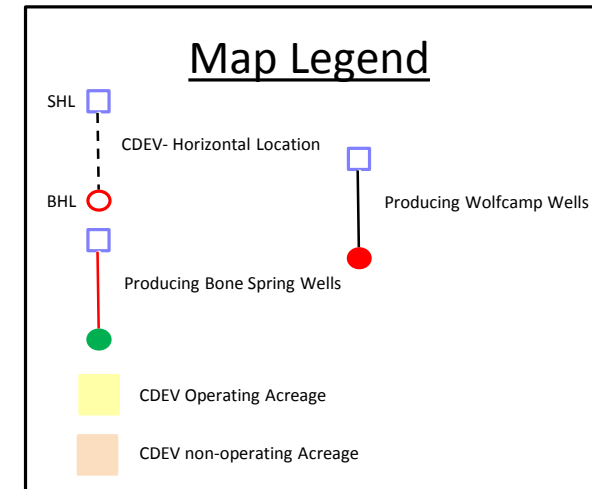 Map Legend
SHL
CDEV- Horizontal Location
BHL
Producing Wolfcamp Wells
Producing Bone Spring Wells
CDEV Operating Acreage
CDEV non-operating Acreage